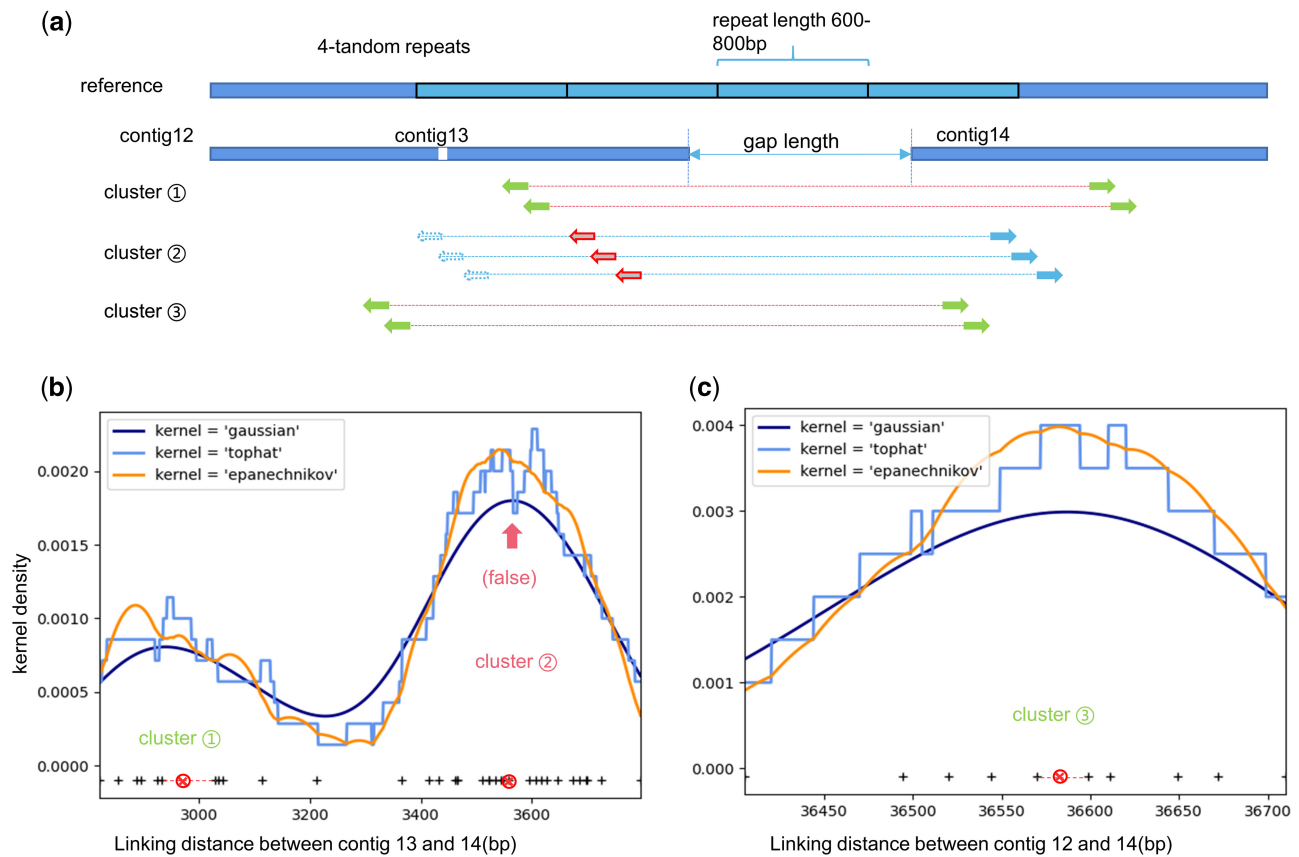 (a)
repeat length 600-
800bp
4-tandom repeats
reference
contig12
contig13
gap length
contig14
cluster ①
cluster ②
cluster ③
(b)
kernel = 'gaussian'
kernel = 'tophat'
kernel = 'epanechnikov'
kernel density
0.0020
0.0015
0.0010
0.0005
0.0000
(false)
cluster ②
cluster ①
3000
3200
3400
3600
Linking distance between contig 13 and 14(bp)
(c)
kernel = 'gaussian'
kernel = 'tophat'
kernel = 'epanechnikov'
0.004
0.003
0.002
0.001
0.000
cluster ③
36450
36500
36550
36600
36650
36700
Linking distance between contig 12 and 14(bp)